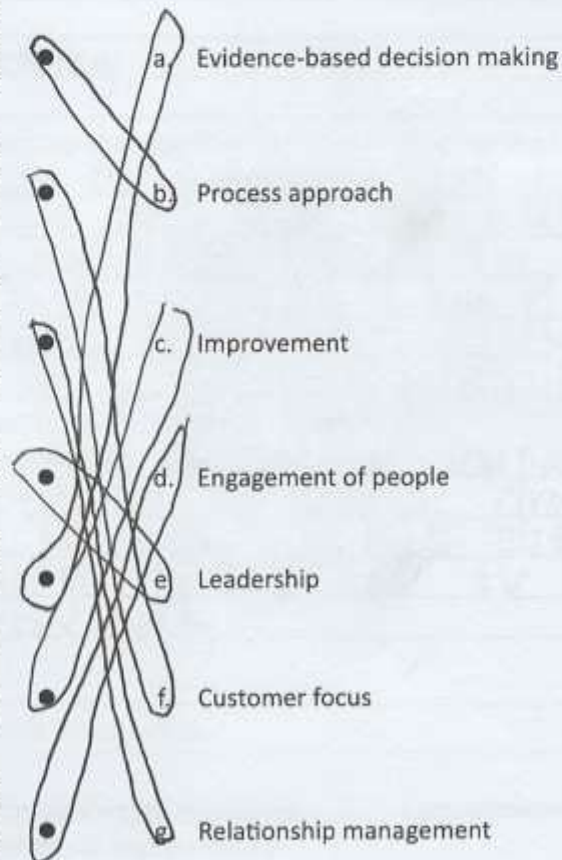 a. Evidence-based decision making
b. Process approach
c. Improvement
d. Engagement of people
e Leadership
f. Customer focus
g. Relationship management